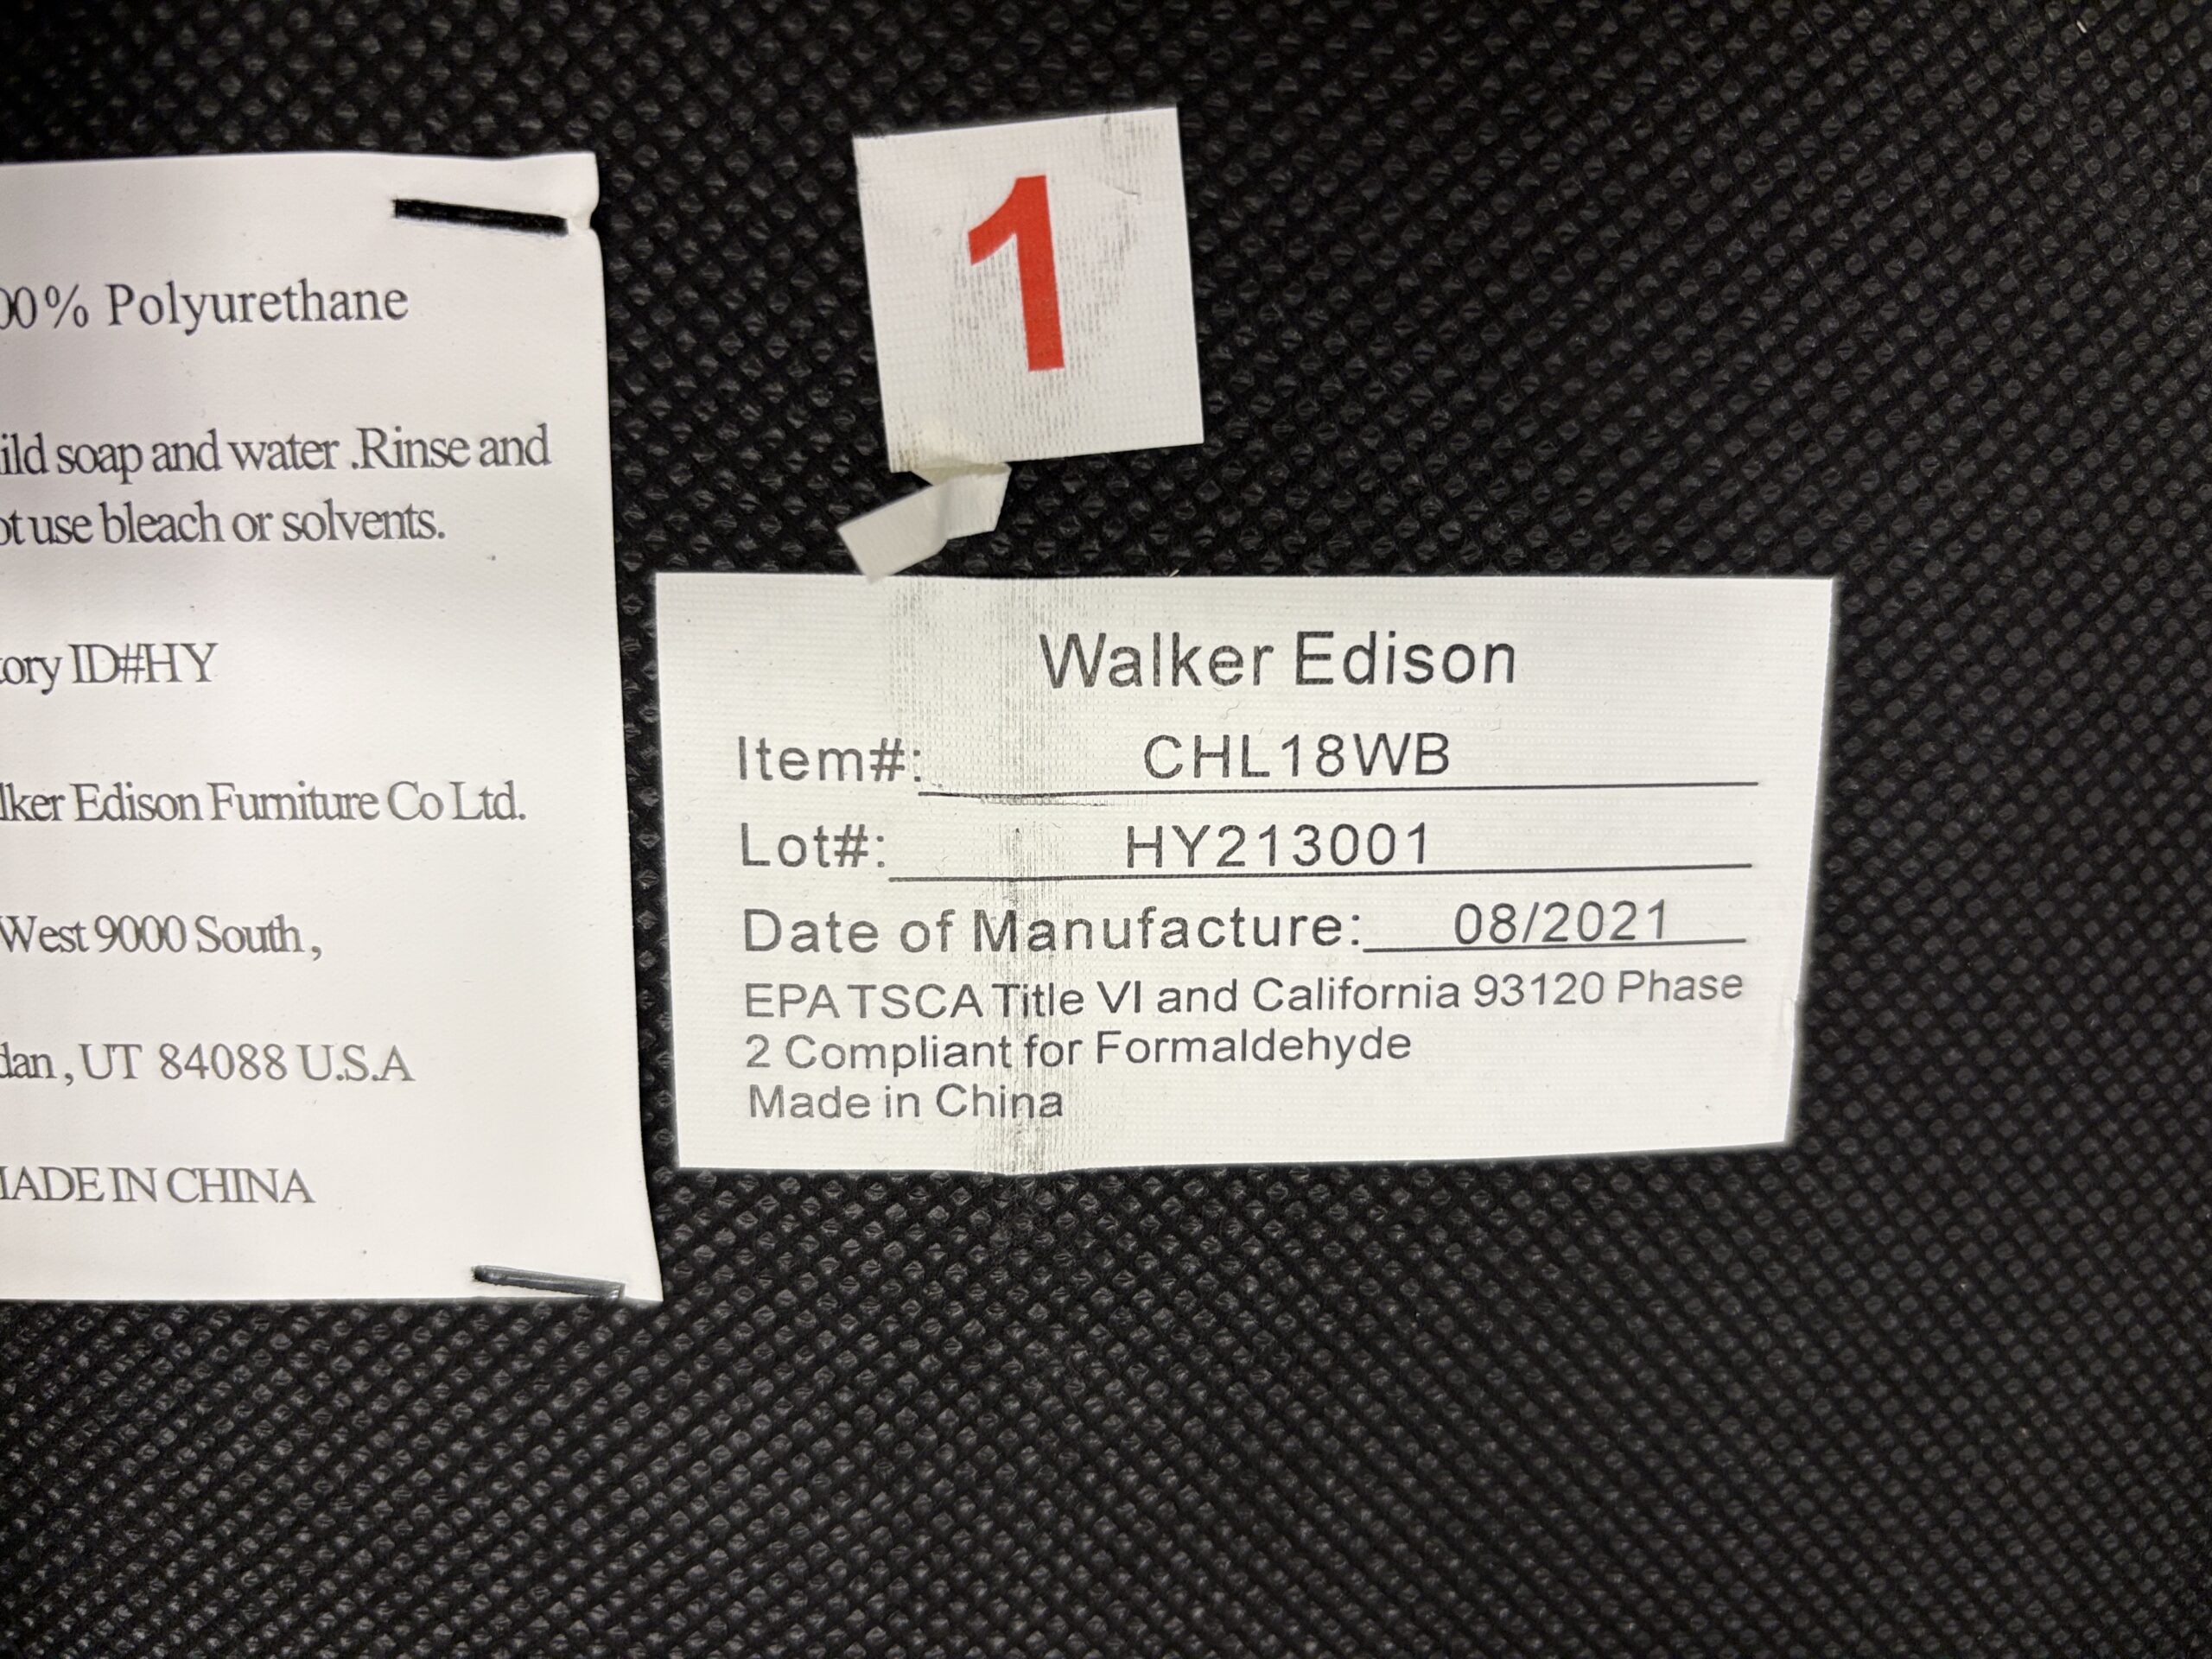 00% Polyurethane
ild soap and water .Rinse and
ot use bleach or solvents.
tory ID#HY
lker Edison Furniture Co Ltd.
West 9000 South,
dan, UT 84088 U.S.A
MADE IN CHINA
1
Walker Edison
Item#: CHL18WB
Lot#: HY213001
Date of Manufacture: 08/2021
EPA TSCA Title VI and California 93120 Phase
2 Compliant for Formaldehyde
Made in China